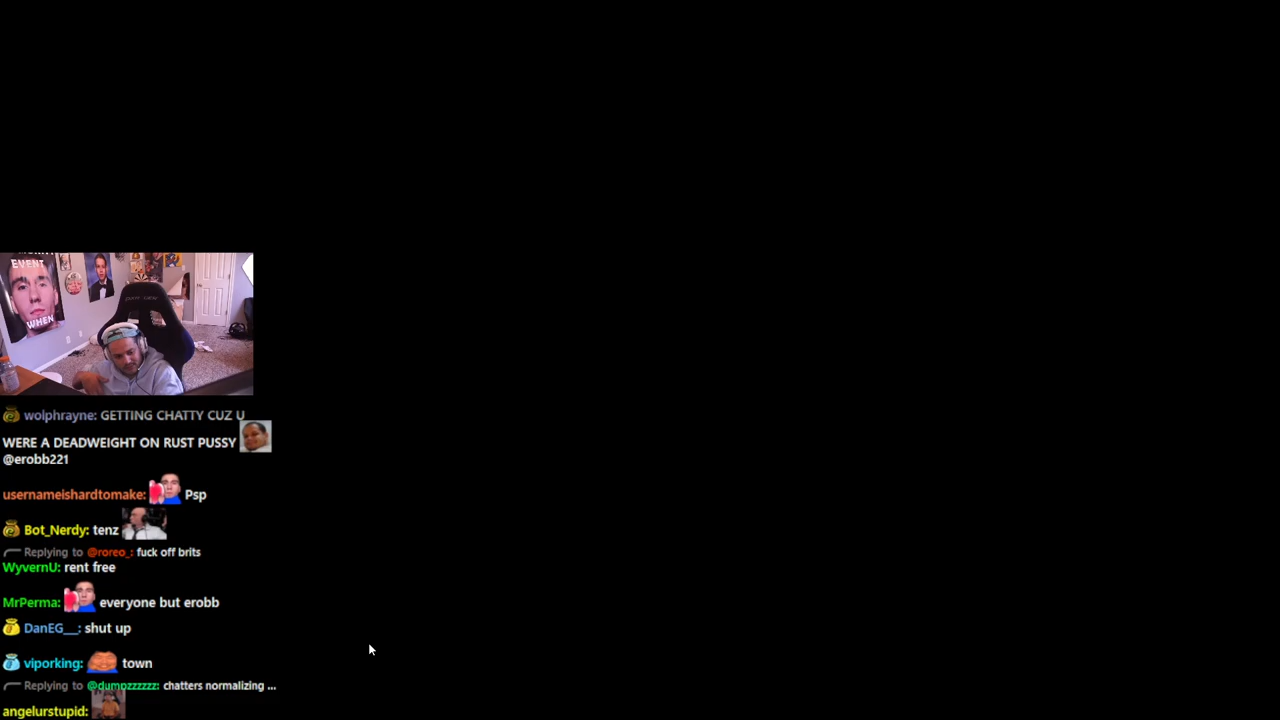 EVENT
WHEN
wolphrayne: GETTING CHATTY CUZ U
WERE A DEADWEIGHT ON RUST PUSSY
@erobb221
usernameishardtomake: Psp
Bot_Nerdy: tenz
Replying to @roreo_: fuck off brits
WyvernU: rent free
MrPerma: everyone but erobb
DanEG__: shut up
viporking: town
Replying to @dumpzzzzzz: chatters normalizing ...
angelurstupid: